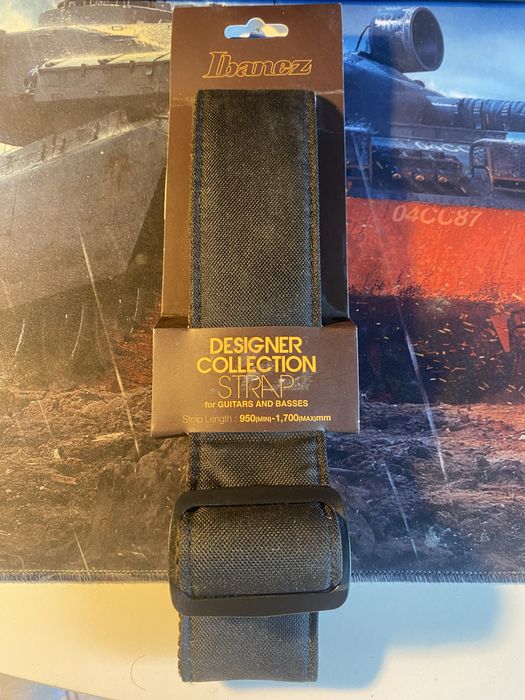 Ibanez
04CC87
DESIGNER
COLLECTION
STRAP
for GUITARS AND BASSES
Strap Length : 950(MIN)-1,700(MAX)mm